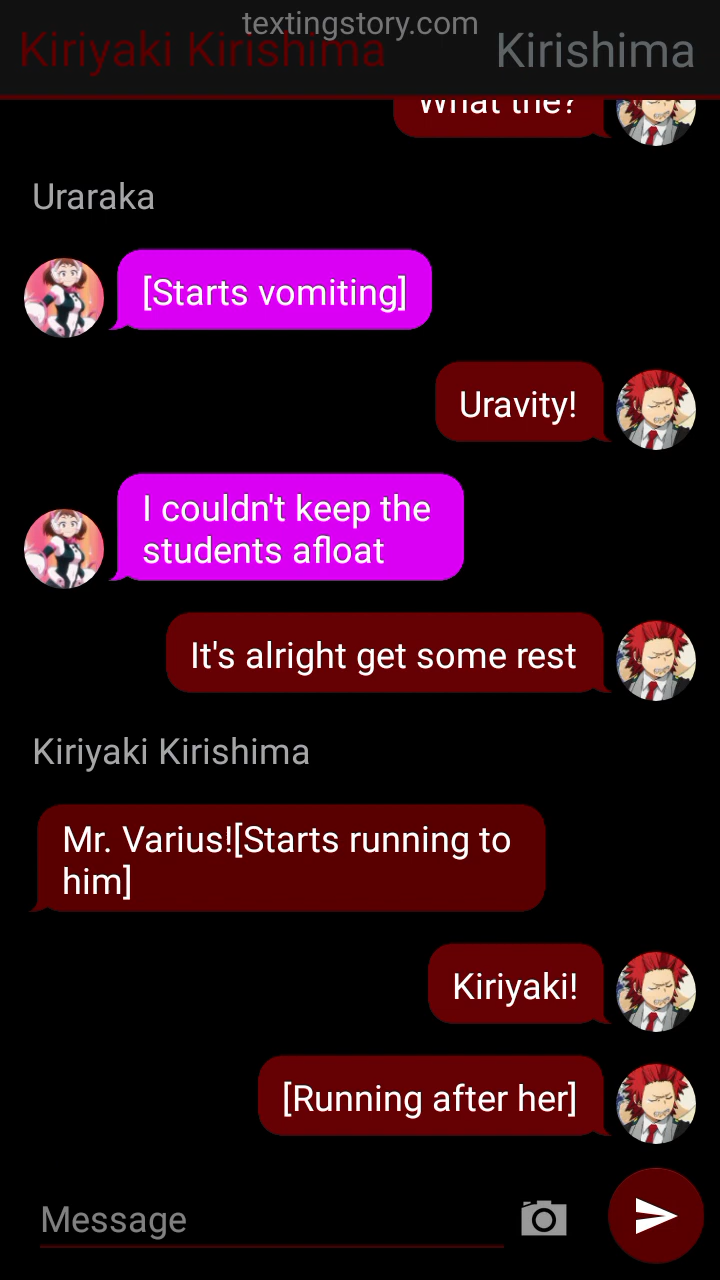 textingstory.com
Kiriyaki Kirishima
Kirishima
What the?
Uraraka
[Starts vomiting]
Uravity!
I couldn't keep the
students afloat
It's alright get some rest
Kiriyaki Kirishima
Mr. Varius![Starts running to
him]
Kiriyaki!
[Running after her]
Message